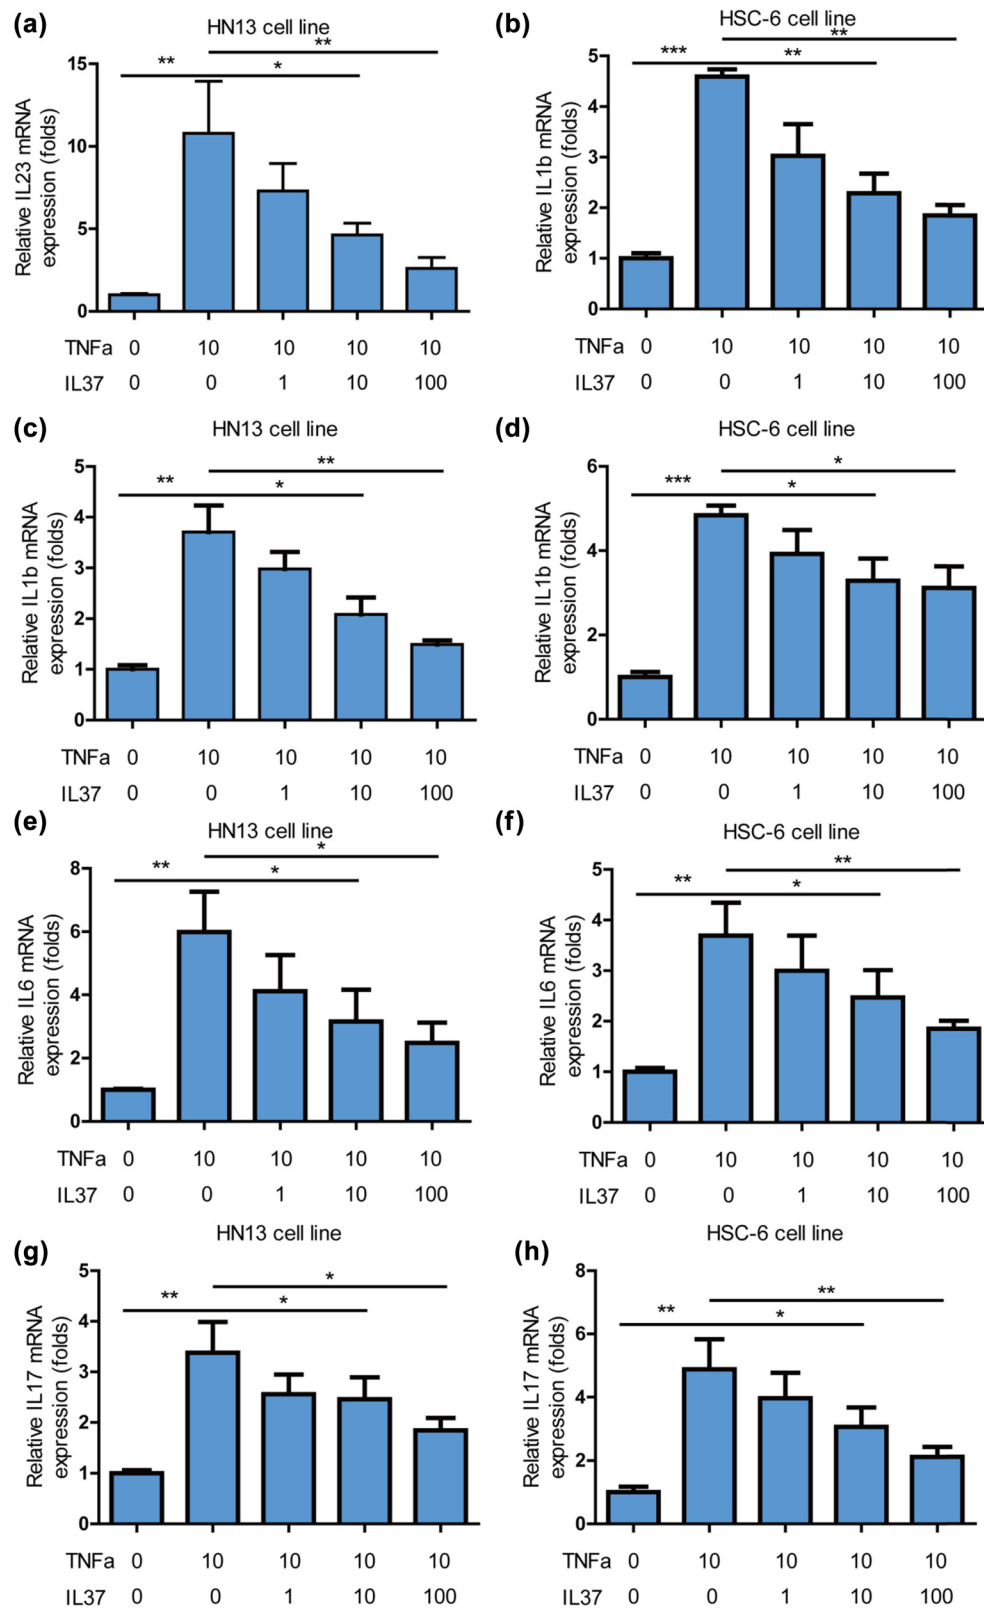 (a)
HN13 cell line
** * **
Relative IL23 mRNA
expression (folds)
15
10
5
0
TNFa 0 10 10 10 10
IL37 0 0 1 10 100
(b)
HSC-6 cell line
*** ** **
Relative IL1b mRNA
expression (folds)
5
4
3
2
1
0
TNFa 0 10 10 10 10
IL37 0 0 1 10 100
(c)
HN13 cell line
** * **
Relative IL1b mRNA
expression (folds)
5
4
3
2
1
0
TNFa 0 10 10 10 10
IL37 0 0 1 10 100
(d)
HSC-6 cell line
*** * *
Relative IL1b mRNA
expression (folds)
6
4
2
0
TNFa 0 10 10 10 10
IL37 0 0 1 10 100
(e)
HN13 cell line
** * *
Relative IL6 mRNA
expression (folds)
8
6
4
2
0
TNFa 0 10 10 10 10
IL37 0 0 1 10 100
(f)
HSC-6 cell line
** * **
Relative IL6 mRNA
expression (folds)
5
4
3
2
1
0
TNFa 0 10 10 10 10
IL37 0 0 1 10 100
(g)
HN13 cell line
** * *
Relative IL17 mRNA
expression (folds)
5
4
3
2
1
0
TNFa 0 10 10 10 10
IL37 0 0 1 10 100
(h)
HSC-6 cell line
** * **
Relative IL17 mRNA
expression (folds)
8
6
4
2
0
TNFa 0 10 10 10 10
IL37 0 0 1 10 100